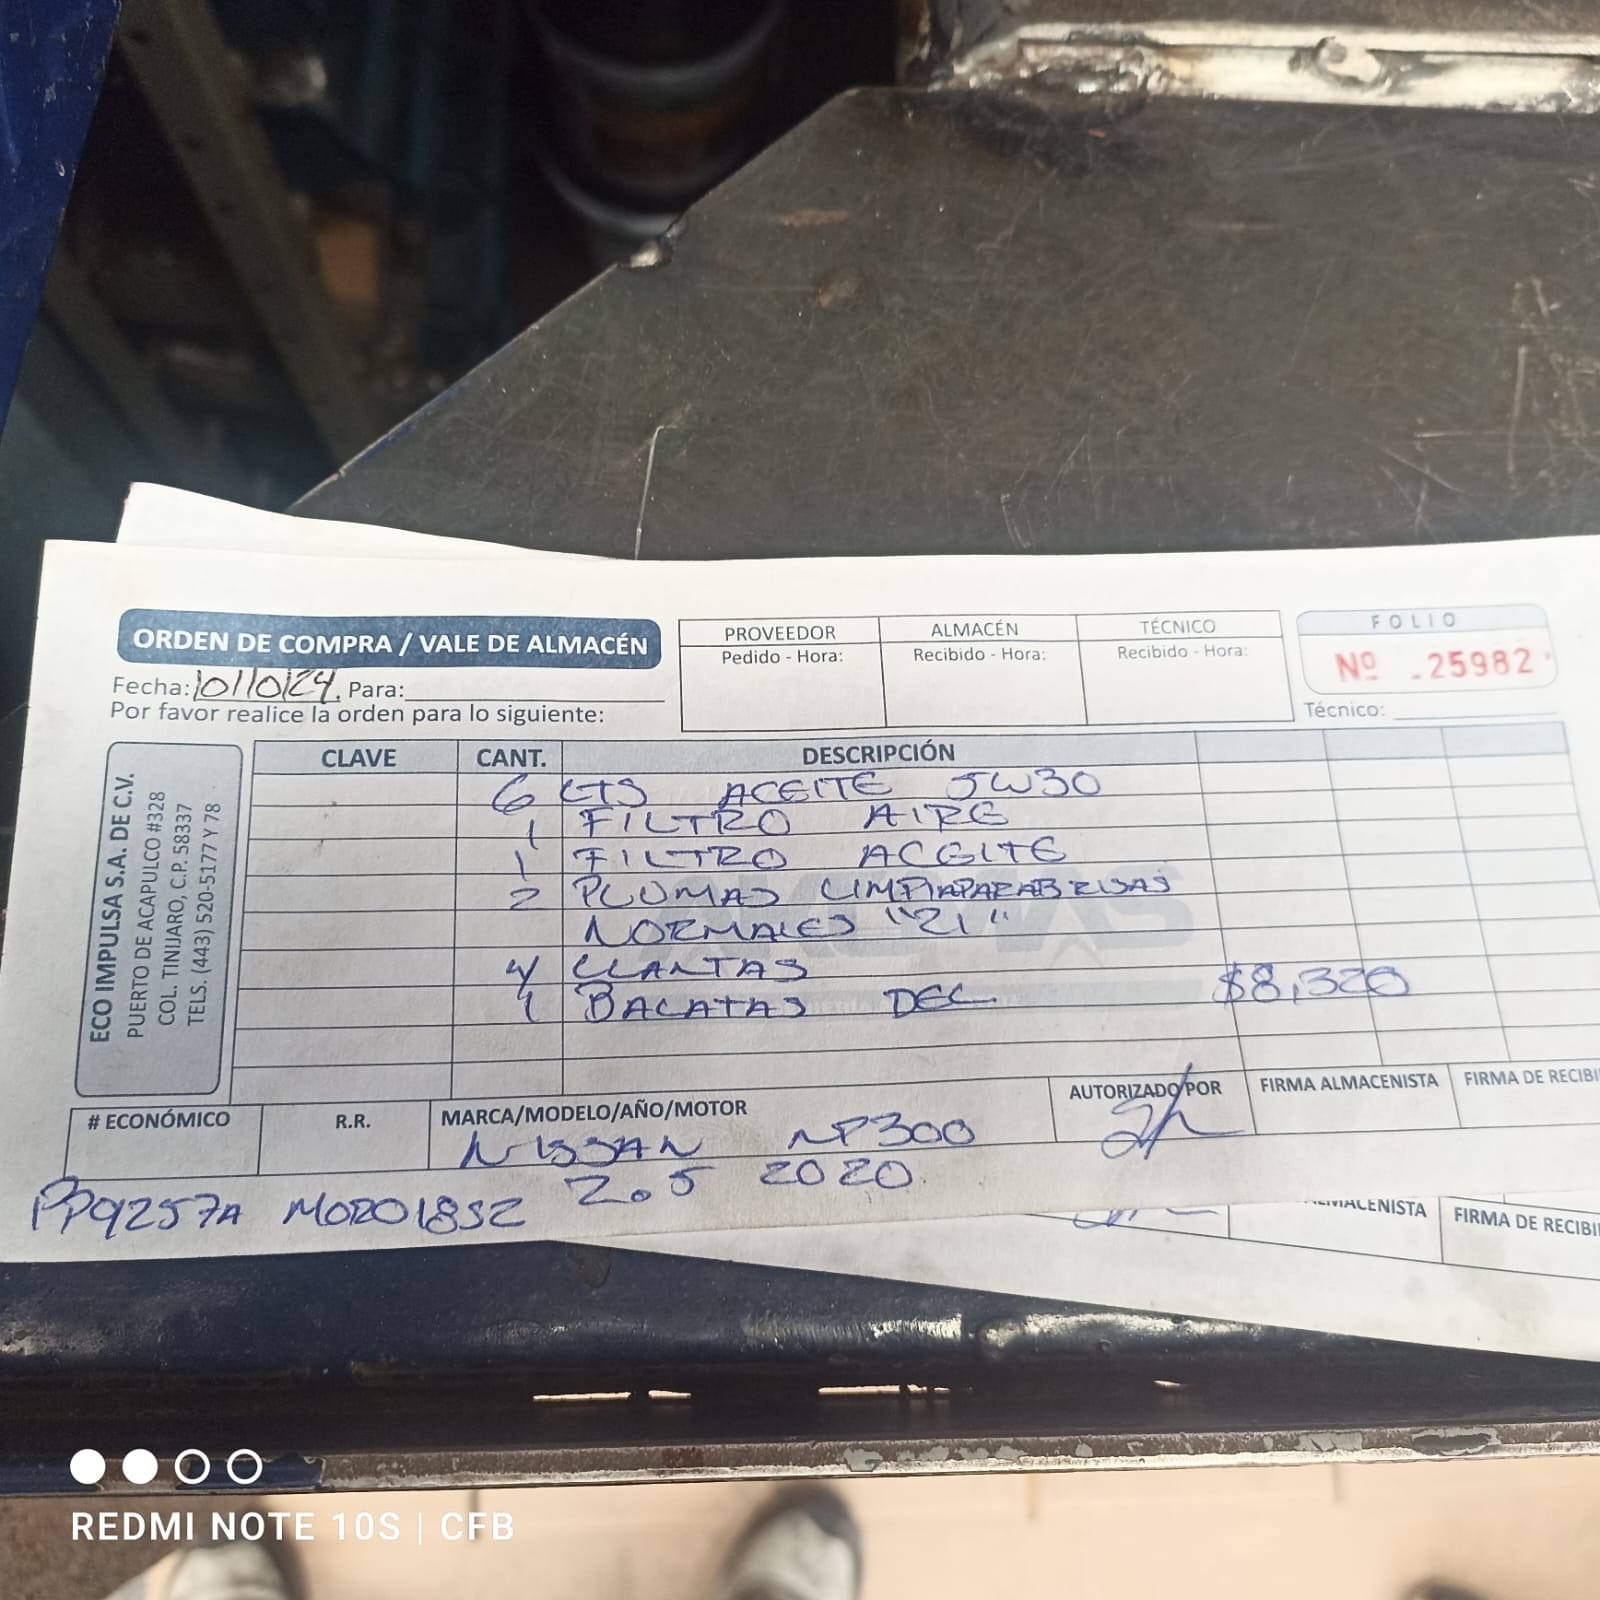 ORDEN DE COMPRA / VALE DE ALMACÉN
Fecha: 10/10/24 Para:
Por favor realice la orden para lo siguiente:
PROVEEDOR ALMACÉN TÉCNICO
Pedido - Hora: Recibido - Hora: Recibido - Hora:
FOLIO
Nº .25982
Técnico:
ECO IMPULSA S.A. DE C.V.
PUERTO DE ACAPULCO #328
COL. TINIJARO, C.P. 58337
TELS. (443) 520-5177 Y 78
CLAVE CANT. DESCRIPCIÓN
6 LTS ACEITE 5W30
1 FILTRO AIRE
1 FILTRO ACEITE
2 PLUMAS LIMPIAPARABRISAS
NORMALES "21"
4 LLANTAS $8,320
1 BALATAS DEL.
# ECONÓMICO R.R. MARCA/MODELO/AÑO/MOTOR AUTORIZADO POR FIRMA ALMACENISTA FIRMA DE RECIBI
NISSAN NP300
2.5 2020
PP9257A MORO1852
ALMACENISTA FIRMA DE RECIBI
REDMI NOTE 10S | CFB